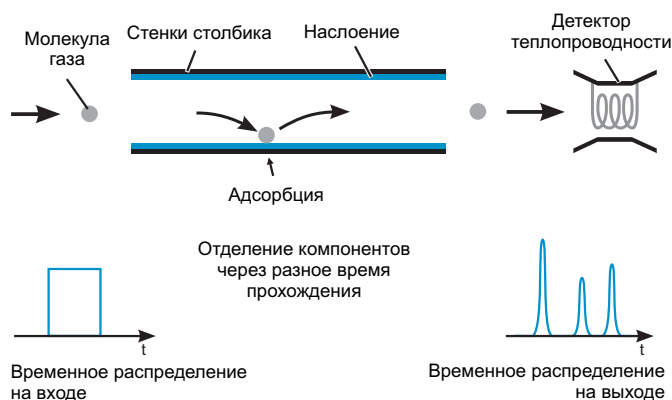 Молекула
газа
Стенки столбика
Наслоение
Детектор
теплопроводности
Адсорбция
Отделение компонентов
через разное время
прохождения
t
Временное распределение
на входе
t
Временное распределение
на выходе